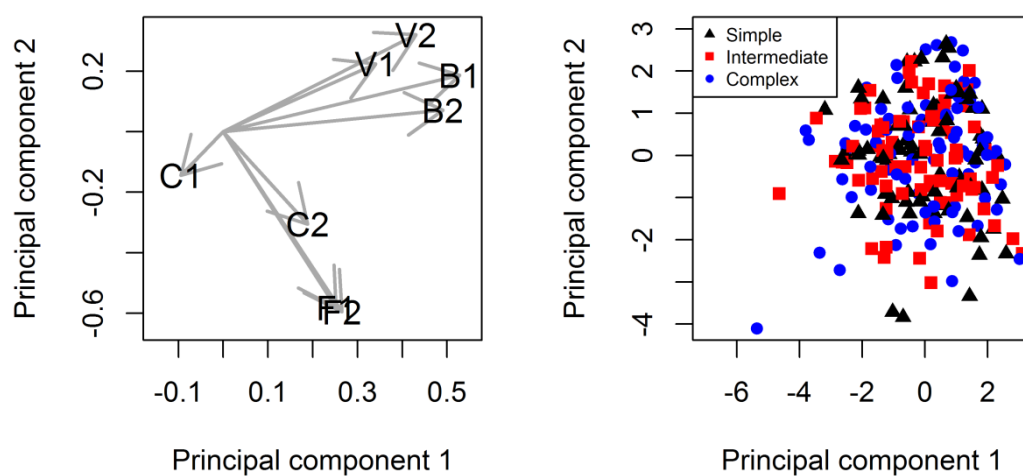 Principal component 2
0.2
-0.2
-0.6
V2
V1
B1
B2
C1
C2
F1
F2
-0.1 0.1 0.3 0.5
Principal component 1
Principal component 2
3
2
1
0
-2
-4
Simple
Intermediate
Complex
-6 -4 -2 0 2
Principal component 1